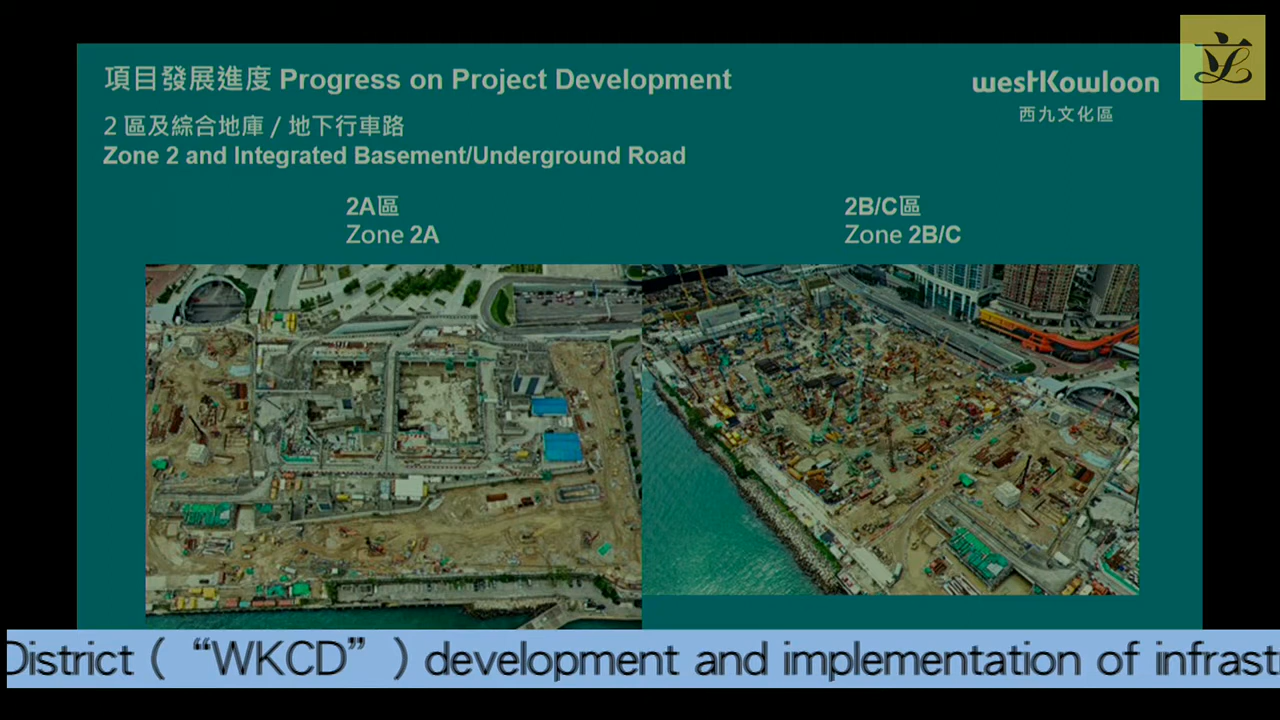 項目發展進度 Progress on Project Development
westKowloon
西九文化區
2 區及綜合地庫 / 地下行車路
Zone 2 and Integrated Basement/Underground Road
2A區
Zone 2A
2B/C區
Zone 2B/C
District (“WKCD”) development and implementation of infrast